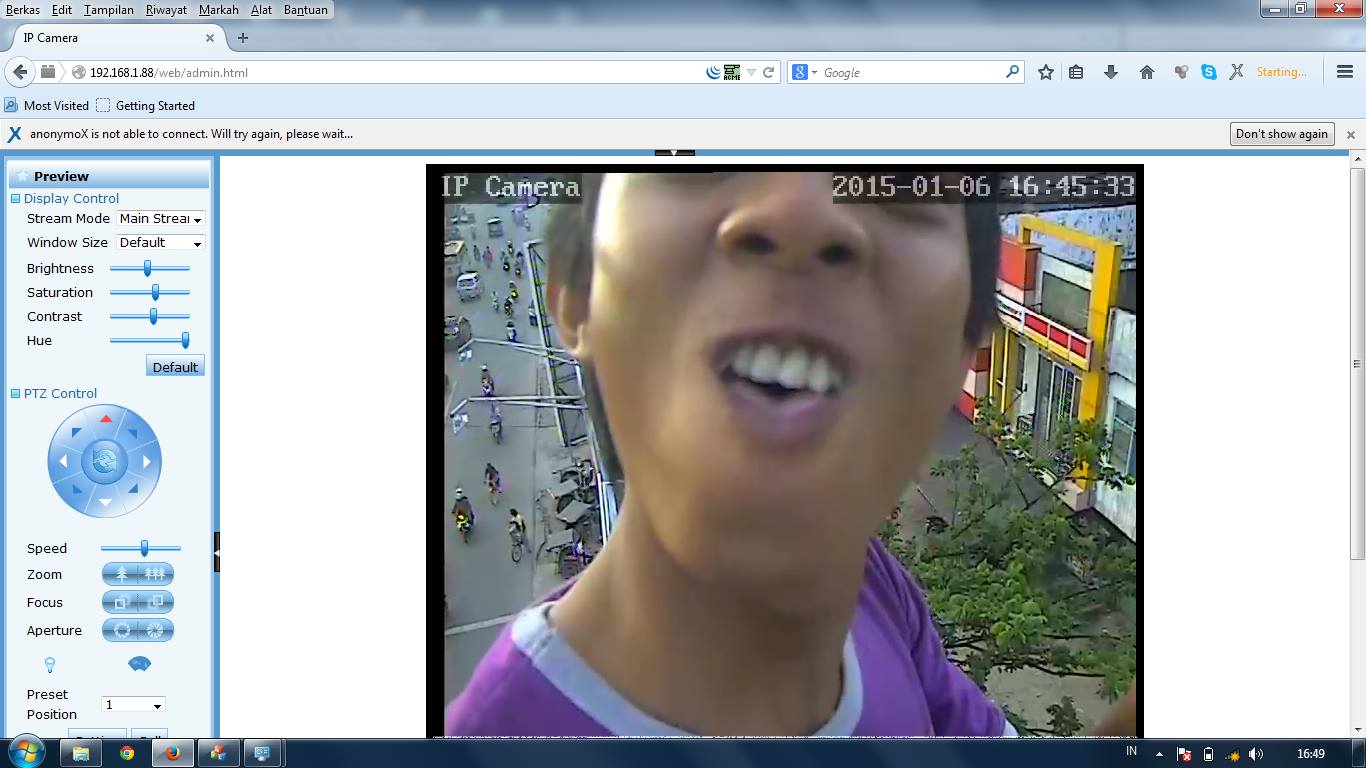 Berkas Edit Tampilan Riwayat Markah Alat Bantuan
IP Camera
192.168.1.88/web/admin.html
Google
Starting...
Most Visited Getting Started
anonymoX is not able to connect. Will try again, please wait...
Don't show again
Preview
Display Control
Stream Mode Main Strea
Window Size Default
Brightness
Saturation
Contrast
Hue
Default
PTZ Control
Speed
Zoom
Focus
Aperture
Preset
Position
1
IP Camera 2015-01-06 16:45:33
IN 16:49